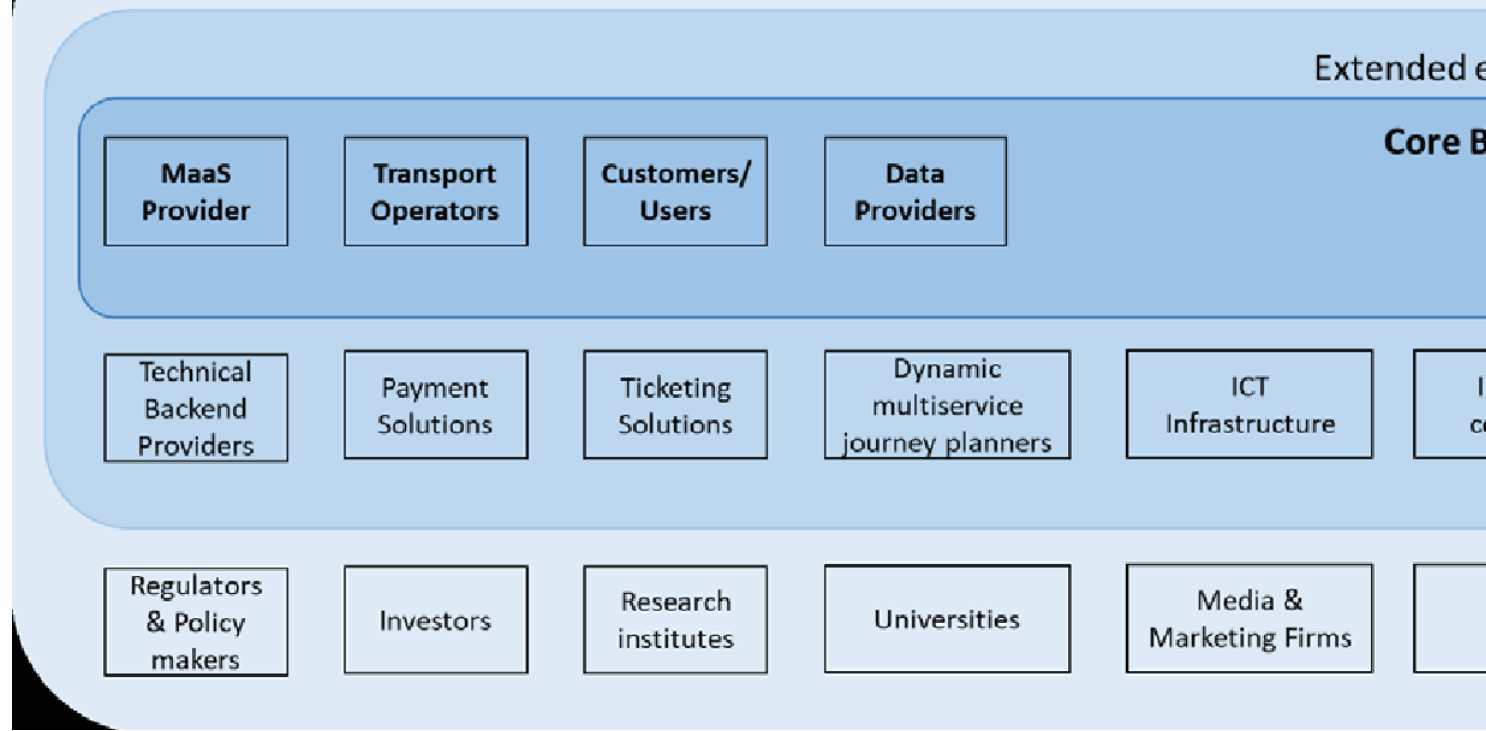 Extended e
Core B
MaaS
Provider
Transport
Operators
Customers/
Users
Data
Providers
Technical
Backend
Providers
Payment
Solutions
Ticketing
Solutions
Dynamic
multiservice
journey planners
ICT
Infrastructure
I
c
Regulators
& Policy
makers
Investors
Research
institutes
Universities
Media &
Marketing Firms